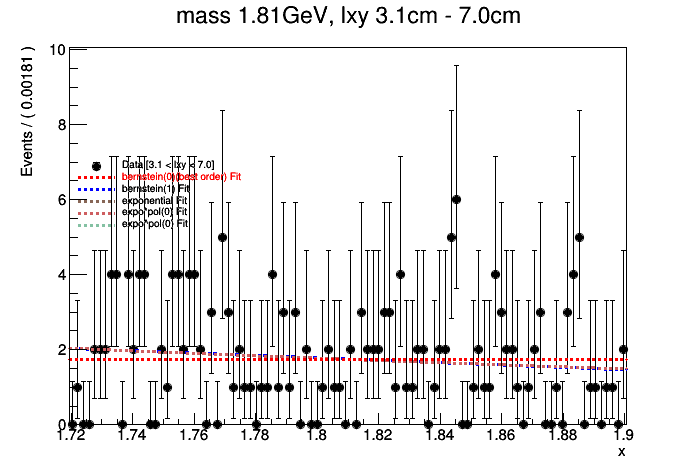 mass 1.81GeV, lxy 3.1cm - 7.0cm
Events / ( 0.00181 )
10
8
6
4
2
0
Data [3.1 < lxy < 7.0]
bernstein(0)(best order) Fit
bernstein(1) Fit
exponential Fit
expo*pol(0) Fit
expo*pol(0) Fit
1.72 1.74 1.76 1.78 1.8 1.82 1.84 1.86 1.88 1.9
x